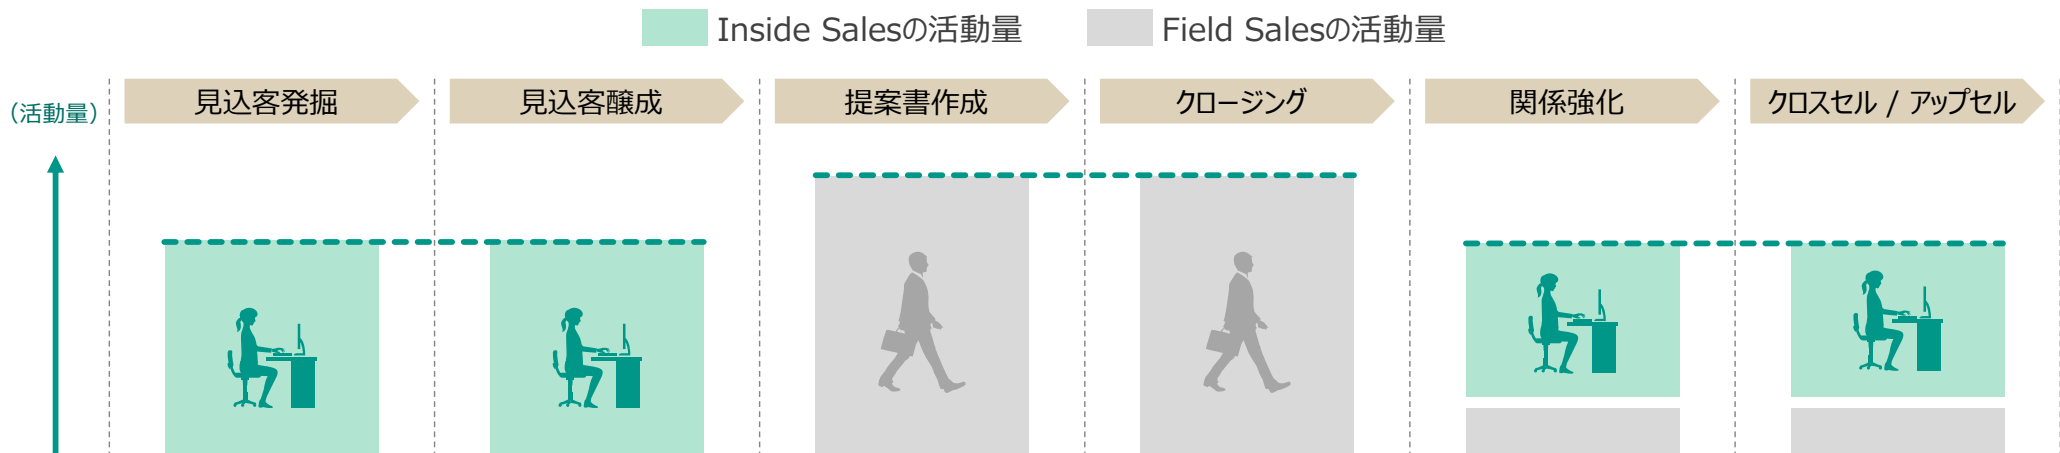 Inside Salesの活動量
Field Salesの活動量
（活動量）
見込客発掘
見込客醸成
提案書作成
クロージング
関係強化
クロスセル / アップセル